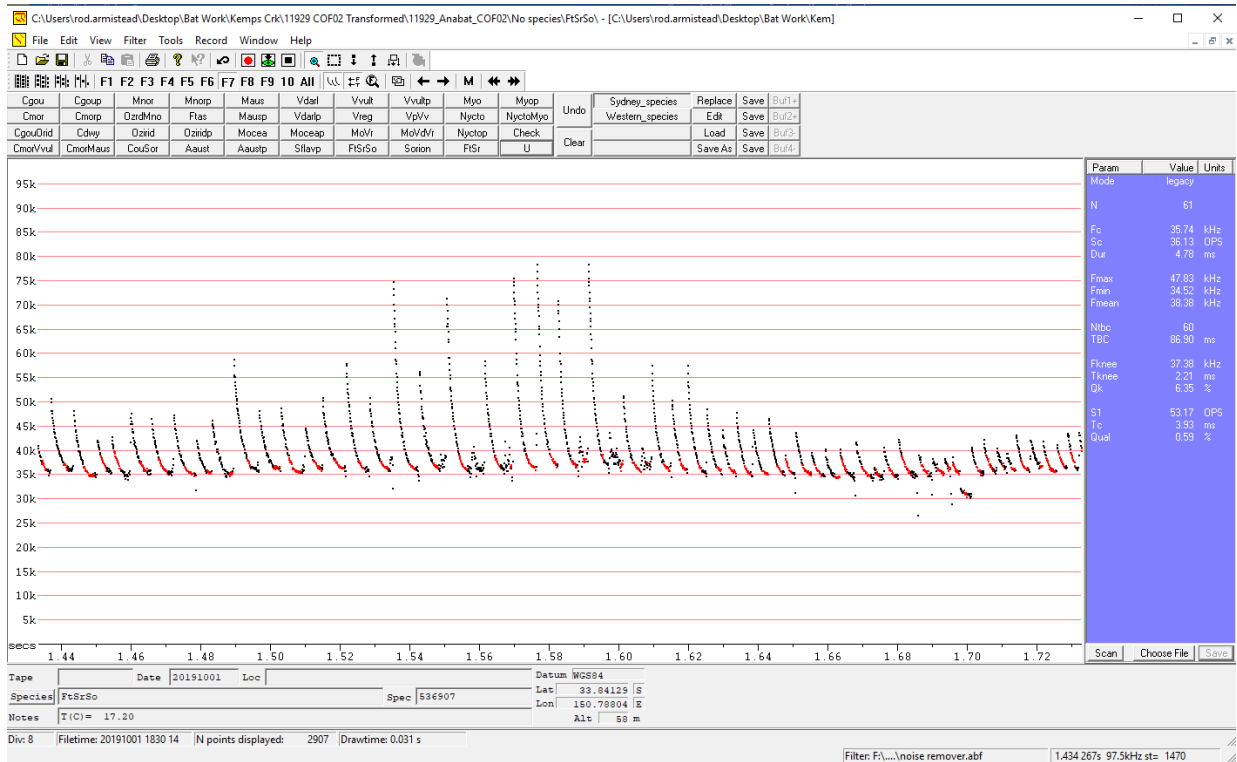 C:\Users\rod.armistead\Desktop\Bat Work\Kemps Crk\11929 COF02 Transformed\11929_Anabat_COF02\No species\FtSrSo\ - [C:\Users\rod.armistead\Desktop\Bat Work\Kem]
File Edit View Filter Tools Record Window Help
F1 F2 F3 F4 F5 F6 F7 F8 F9 10 All M
Cgou Cgoup Mnor Mnorp Maus Vdarl Vvult Vvultp Myo Myop Undo Sydney_species Replace Save Buf1+
Cmor Cmorp OzrdMno Ftas Mausp Vdarlp Vreg VpVv Nycto NyctoMyo Western_species Edit Save Buf2+
CgouOrid Cdwy Ozirid Oziridp Mocea Moceap MoVr MoVdVr Nyctop Check Clear Load Save Buf3-
CmorVvul CmorMaus CouSor Aaust Aaustp Sflavp FtSrSo Sorion FtSr U Save As Save Buf4-
Param Value Units
Mode legacy
N 61
Fc 35.74 kHz
Sc 36.13 OPS
Dur 4.78 ms
Fmax 47.83 kHz
Fmin 34.52 kHz
Fmean 38.38 kHz
Ntbc 60
TBC 86.90 ms
Fknee 37.38 kHz
Tknee 2.21 ms
Qk 6.35 %
S1 53.17 OPS
Tc 3.93 ms
Qual 0.59 %
95k
90k
85k
80k
75k
70k
65k
60k
55k
50k
45k
40k
35k
30k
25k
20k
15k
10k
5k
secs
1.44 1.46 1.48 1.50 1.52 1.54 1.56 1.58 1.60 1.62 1.64 1.66 1.68 1.70 1.72
Scan Choose File Save
Tape Date 20191001 Loc Datum WGS84
Species FtSrSo Spec 536907 Lat 33.84129 S
Lon 150.78804 E
Notes T(C)= 17.20 Alt 58 m
Div: 8 Filetime: 20191001 1830 14 N points displayed: 2907 Drawtime: 0.031 s
Filter: F:\....\noise remover.abf 1.434 267s 97.5kHz st= 1470